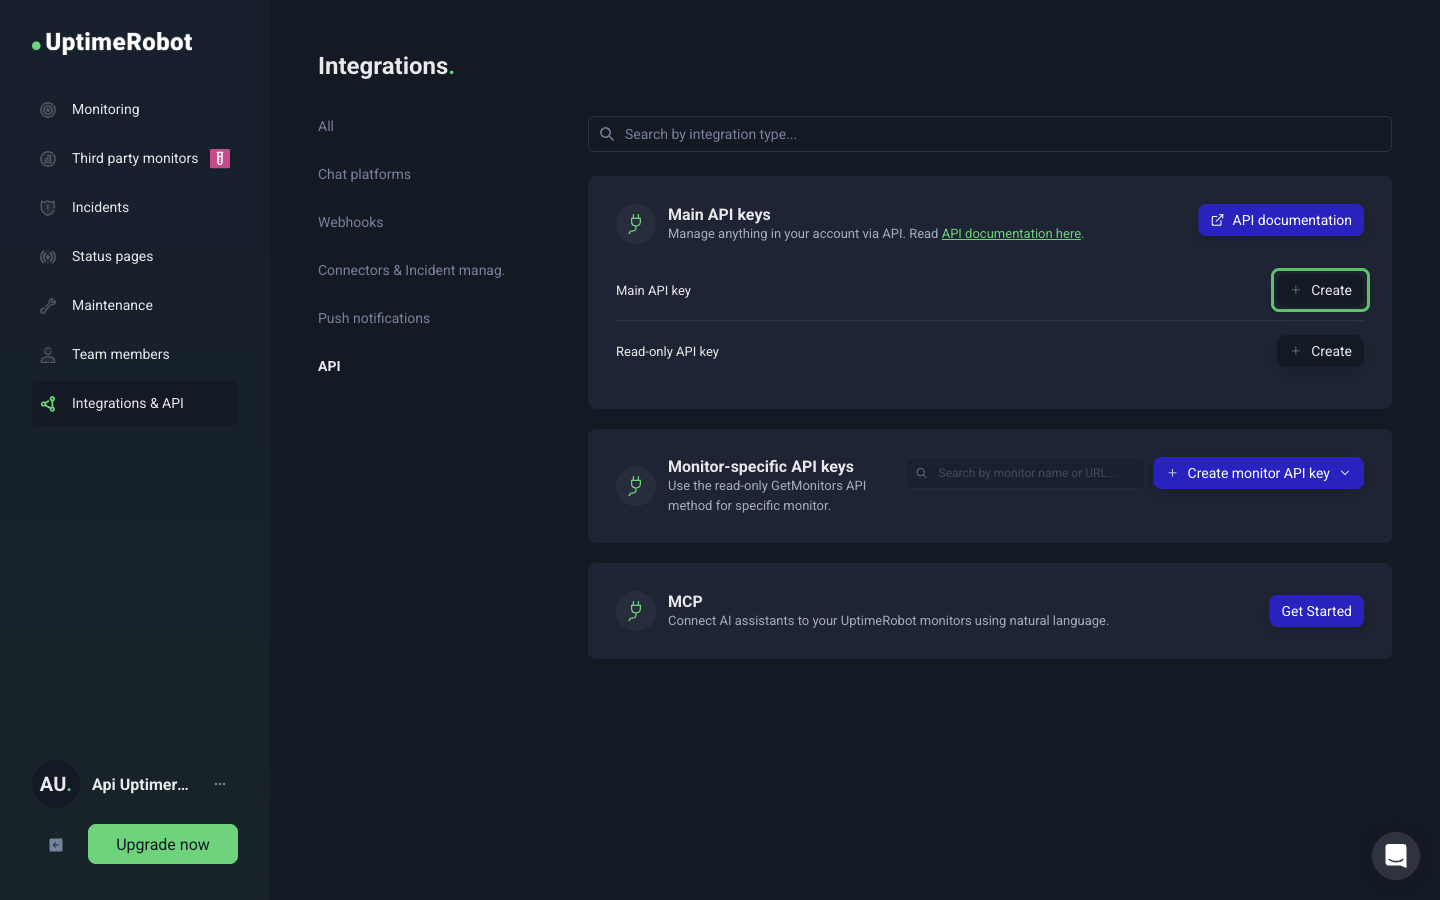 UptimeRobot
Monitoring
Third party monitors
Incidents
Status pages
Maintenance
Team members
Integrations & API
AU.
Api Uptimer...
Upgrade now
Integrations.
All
Chat platforms
Webhooks
Connectors & Incident manag.
Push notifications
API
Search by integration type...
Main API keys
Manage anything in your account via API. Read API documentation here.
API documentation
Main API key
Create
Read-only API key
Create
Monitor-specific API keys
Use the read-only GetMonitors API
method for specific monitor.
Search by monitor name or URL...
Create monitor API key
MCP
Connect AI assistants to your UptimeRobot monitors using natural language.
Get Started